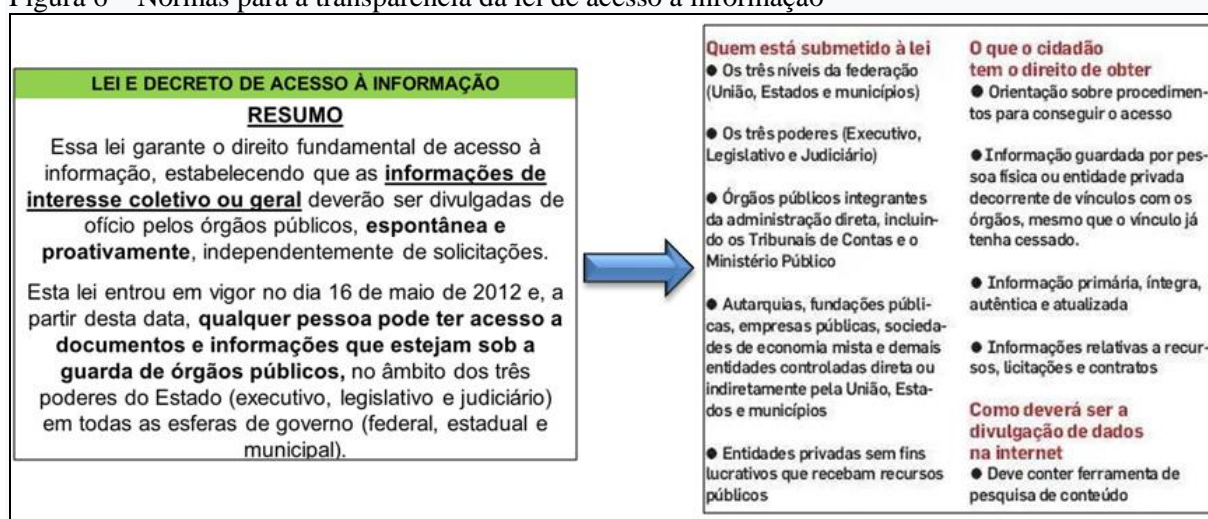 Figura 6 – Normas para a transparência da lei de acesso à informação
LEI E DECRETO DE ACESSO À INFORMAÇÃO
RESUMO
Essa lei garante o direito fundamental de acesso à
informação, estabelecendo que as informações de
interesse coletivo ou geral deverão ser divulgadas de
ofício pelos órgãos públicos, espontânea e
proativamente, independentemente de solicitações.
Esta lei entrou em vigor no dia 16 de maio de 2012 e, a
partir desta data, qualquer pessoa pode ter acesso a
documentos e informações que estejam sob a
guarda de órgãos públicos, no âmbito dos três
poderes do Estado (executivo, legislativo e judiciário)
em todas as esferas de governo (federal, estadual e
municipal).
Quem está submetido à lei
● Os três níveis da federação
(União, Estados e municípios)
● Os três poderes (Executivo,
Legislativo e Judiciário)
● Órgãos públicos integrantes
da administração direta, incluin-
do os Tribunais de Contas e o
Ministério Público
● Autarquias, fundações públi-
cas, empresas públicas, socieda-
des de economia mista e demais
entidades controladas direta ou
indiretamente pela União, Esta-
dos e municípios
● Entidades privadas sem fins
lucrativos que recebam recursos
públicos
O que o cidadão
tem o direito de obter
● Orientação sobre procedimen-
tos para conseguir o acesso
● Informação guardada por pes-
soa física ou entidade privada
decorrente de vínculos com os
órgãos, mesmo que o vínculo já
tenha cessado.
● Informação primária, íntegra,
autêntica e atualizada
● Informações relativas a recur-
sos, licitações e contratos
Como deverá ser a
divulgação de dados
na internet
● Deve conter ferramenta de
pesquisa de conteúdo